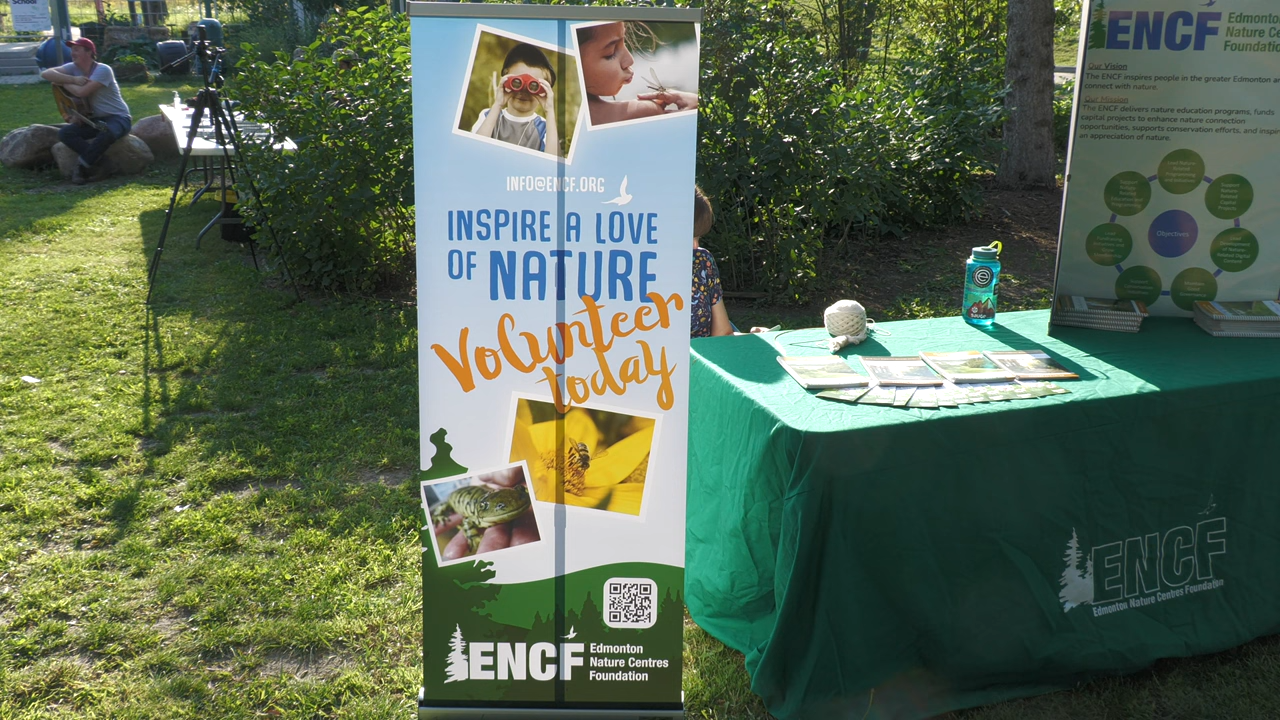 School
INFO@ENCF.ORG
INSPIRE A LOVE
OF NATURE
Volunteer
today
ENCF
Edmonton
Nature Centres
Foundation
ENCF
Edmonton
Nature
Foundation
Our Vision
The ENCF inspires people in the greater Edmonton
connect with nature.
Our Mission
The ENCF delivers nature education programs, funds
capital projects to enhance nature connection
opportunities, supports conservation efforts, and
an appreciation of nature.
Objectives
ENCF
Edmonton Nature Centres Foundation